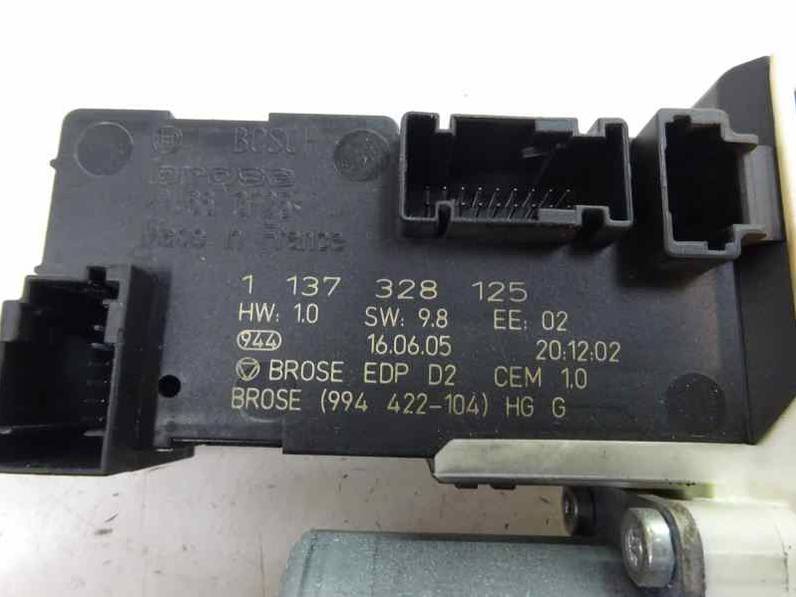 BOSCH
brose
Made in France
1 137 328 125
HW: 1.0 SW: 9.8 EE: 02
944 16.06.05 20:12:02
BROSE EDP D2 CEM 1.0
BROSE (994 422-104) HG G